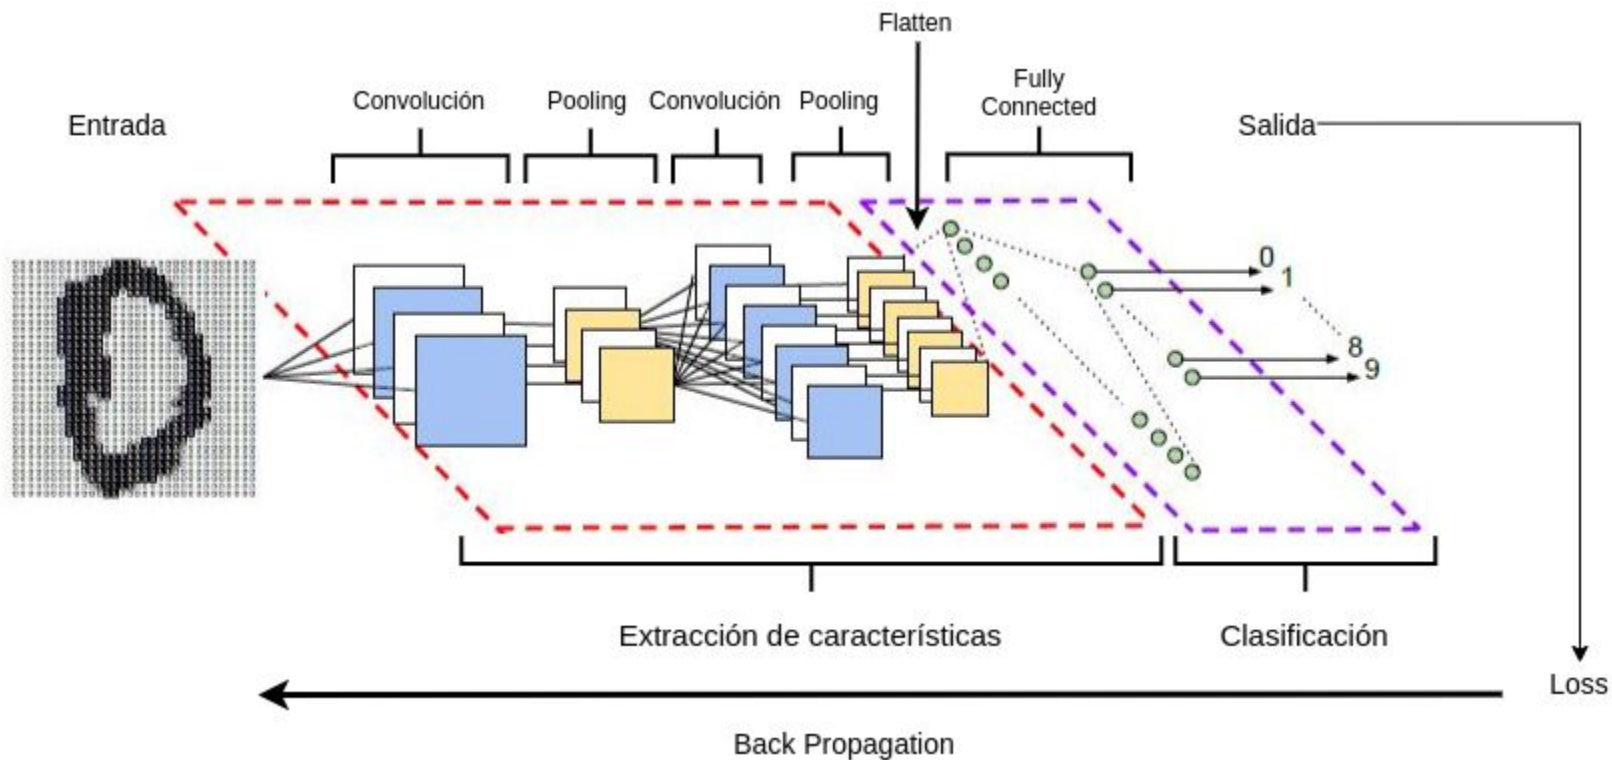 Flatten
Fully
Connected
Convolución
Pooling
Convolución
Pooling
Entrada
Salida
0
1
8
9
Extracción de características
Clasificación
Loss
Back Propagation